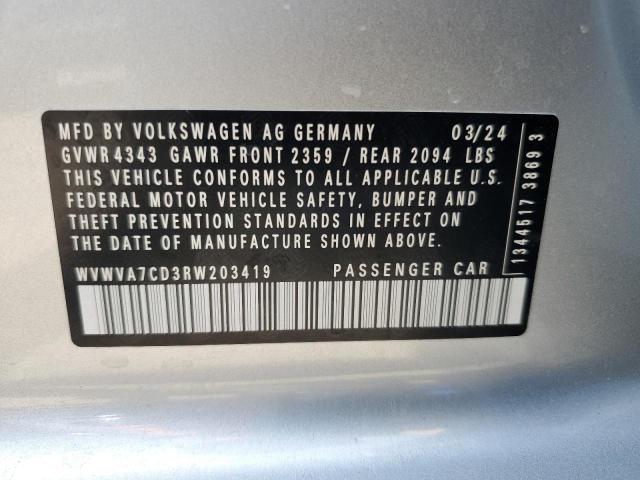 MFD BY VOLKSWAGEN AG GERMANY 03/24
GVWR 4343 GAWR FRONT 2359 / REAR 2094 LBS
THIS VEHICLE CONFORMS TO ALL APPLICABLE U.S.
FEDERAL MOTOR VEHICLE SAFETY, BUMPER AND
THEFT PREVENTION STANDARDS IN EFFECT ON
THE DATE OF MANUFACTURE SHOWN ABOVE.
WVWVA7CD3RW203419 PASSENGER CAR
1344517 3869 3